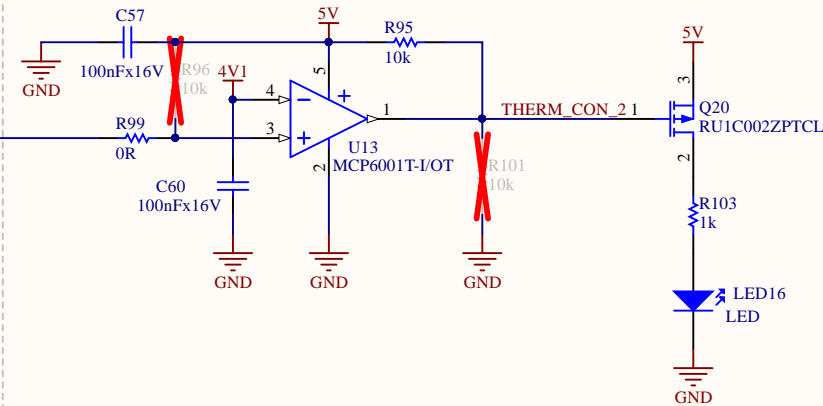 C57
100nFx16V
GND
R96
10k
4V1
5V
R95
10k
5
4
3
1
2
U13
MCP6001T-I/OT
R99
0R
C60
100nFx16V
GND
GND
R101
10k
GND
THERM_CON_2
1
5V
3
Q20
RU1C002ZPTCL
2
R103
1k
LED16
LED
GND